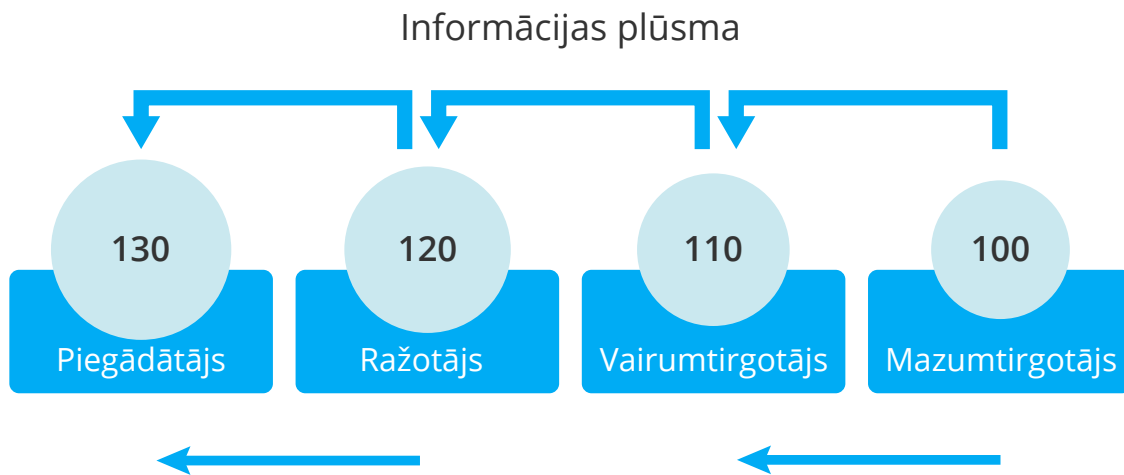 Informācijas plūsma
130
120
110
100
Piegādātājs
Ražotājs
Vairumtirgotājs
Mazumtirgotājs